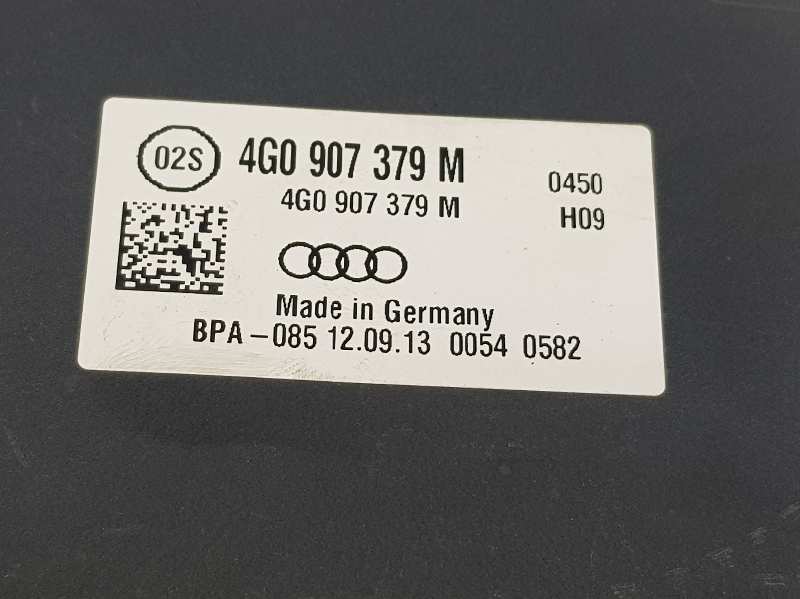 02S 4G0 907 379 M
4G0 907 379 M
0450
H09
Made in Germany
BPA-085 12.09.13 0054 0582